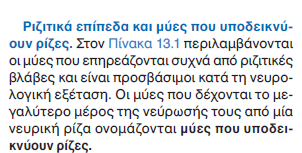 Ριζιτικά επίπεδα και μύες που υποδεικνύ-
ουν ρίζες. Στον Πίνακα 13.1 περιλαμβάνονται
οι μύες που επηρεάζονται συχνά από ριζιτικές
βλάβες και είναι προσβάσιμοι κατά τη νευρο-
λογική εξέταση. Οι μύες που δέχονται το με-
γαλύτερο μέρος της νεύρωσής τους από μία
νευρική ρίζα ονομάζονται μύες που υποδει-
κνύουν ρίζες.